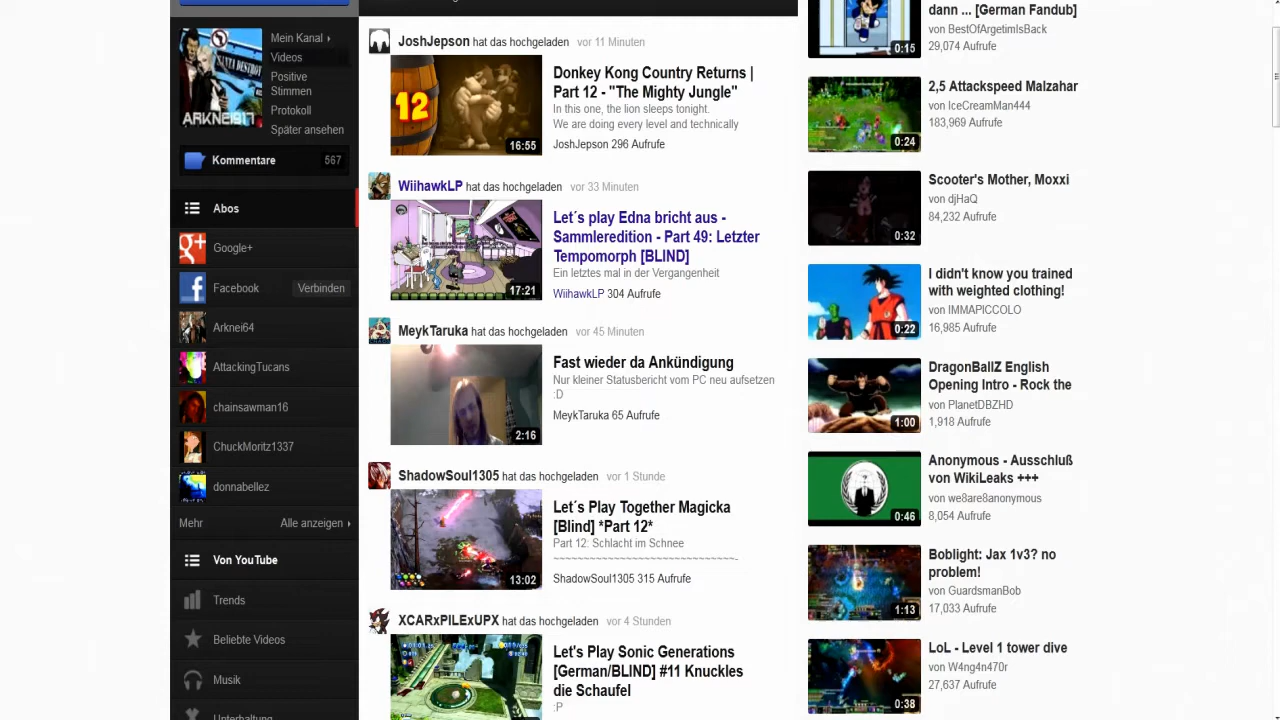 ARKNEI917
Mein Kanal
Videos
Positive
Stimmen
Protokoll
Später ansehen
Kommentare 567
Abos
Google+
Facebook Verbinden
Arknei64
AttackingTucans
chainsawman16
ChuckMoritz1337
donnabellez
Mehr Alle anzeigen
Von YouTube
Trends
Beliebte Videos
Musik
Unterhaltung
JoshJepson hat das hochgeladen vor 11 Minuten
12
16:55
Donkey Kong Country Returns |
Part 12 - "The Mighty Jungle"
In this one, the lion sleeps tonight.
We are doing every level and technically
JoshJepson 296 Aufrufe
WiihawkLP hat das hochgeladen vor 33 Minuten
17:21
Let´s play Edna bricht aus -
Sammleredition - Part 49: Letzter
Tempomorph [BLIND]
Ein letztes mal in der Vergangenheit
WiihawkLP 304 Aufrufe
MeykTaruka hat das hochgeladen vor 45 Minuten
2:16
Fast wieder da Ankündigung
Nur kleiner Statusbericht vom PC neu aufsetzen
:D
MeykTaruka 65 Aufrufe
ShadowSoul1305 hat das hochgeladen vor 1 Stunde
13:02
Let´s Play Together Magicka
[Blind] *Part 12*
Part 12: Schlacht im Schnee
~~~~~~~~~~~~~~~~~~~~~~~~~~~~~-
ShadowSoul1305 315 Aufrufe
XCARxPILExUPX hat das hochgeladen vor 4 Stunden
Let's Play Sonic Generations
[German/BLIND] #11 Knuckles
die Schaufel
:P
0:15
dann ... [German Fandub]
von BestOfArgetimIsBack
29,074 Aufrufe
0:24
2,5 Attackspeed Malzahar
von IceCreamMan444
183,969 Aufrufe
0:32
Scooter's Mother, Moxxi
von djHaQ
84,232 Aufrufe
0:22
I didn't know you trained
with weighted clothing!
von IMMAPICCOLO
16,985 Aufrufe
1:00
DragonBallZ English
Opening Intro - Rock the
von PlanetDBZHD
1,918 Aufrufe
0:46
Anonymous - Ausschluß
von WikiLeaks +++
von we8are8anonymous
8,054 Aufrufe
1:13
Boblight: Jax 1v3? no
problem!
von GuardsmanBob
17,033 Aufrufe
0:38
LoL - Level 1 tower dive
von W4ng4n470r
27,637 Aufrufe